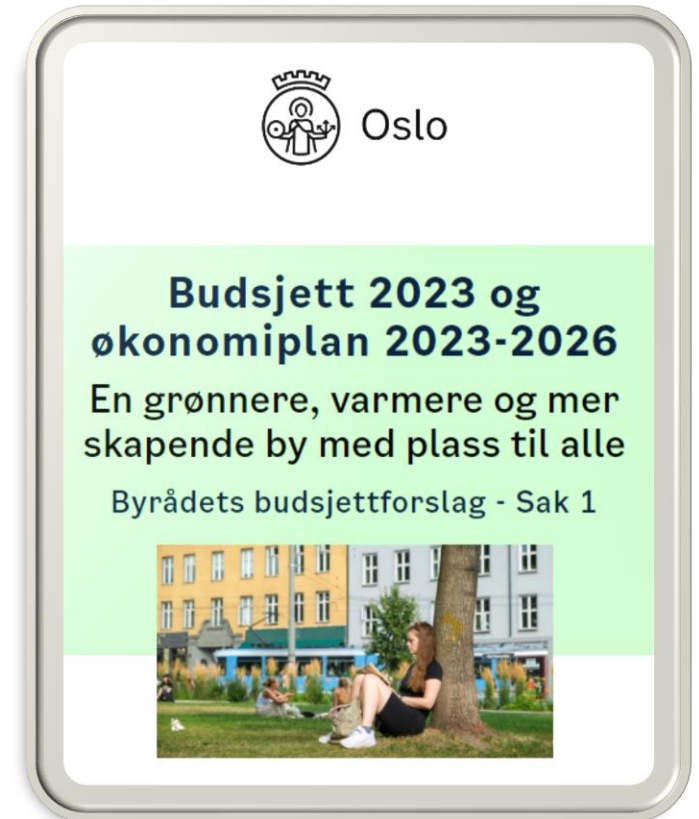 Oslo
Budsjett 2023 og
økonomiplan 2023-2026
En grønnere, varmere og mer
skapende by med plass til alle
Byrådets budsjettforslag - Sak 1